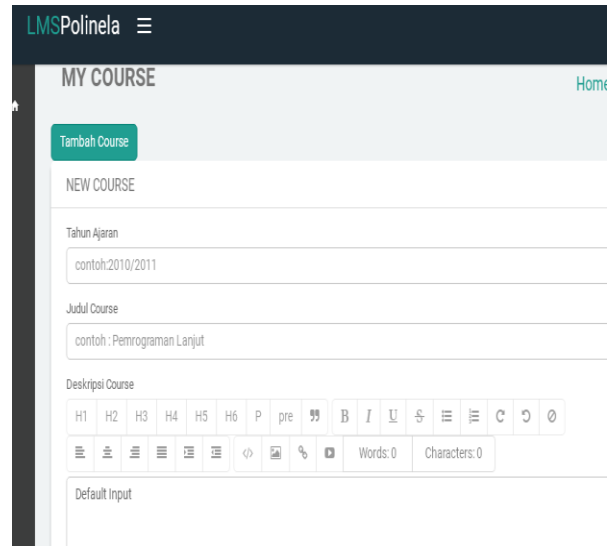 LMSPolinela
MY COURSE
Home
Tambah Course
NEW COURSE
Tahun Ajaran
contoh:2010/2011
Judul Course
contoh : Pemrograman Lanjut
Deskripsi Course
H1 H2 H3 H4 H5 H6 P pre ❞ B I U S
Words: 0 Characters: 0
Default Input